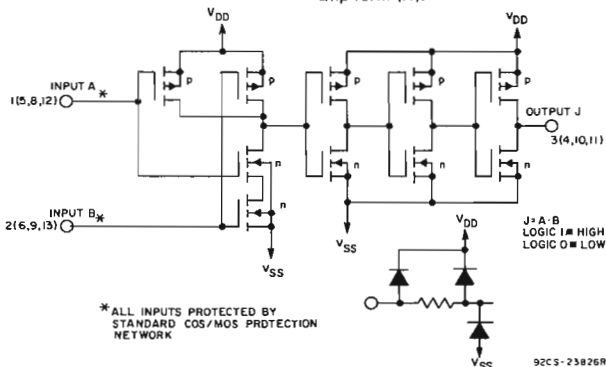 VDD
VDD
INPUT A *
1(5,8,12)
p
p
p
p
p
OUTPUT J
3(4,10,11)
n
n
n
n
n
INPUT B *
2(6,9,13)
VSS
VSS
J=A·B
LOGIC 1≡HIGH
LOGIC 0≡LOW
VDD
*ALL INPUTS PROTECTED BY
STANDARD COS/MOS PROTECTION
NETWORK
VSS
92CS-23826R